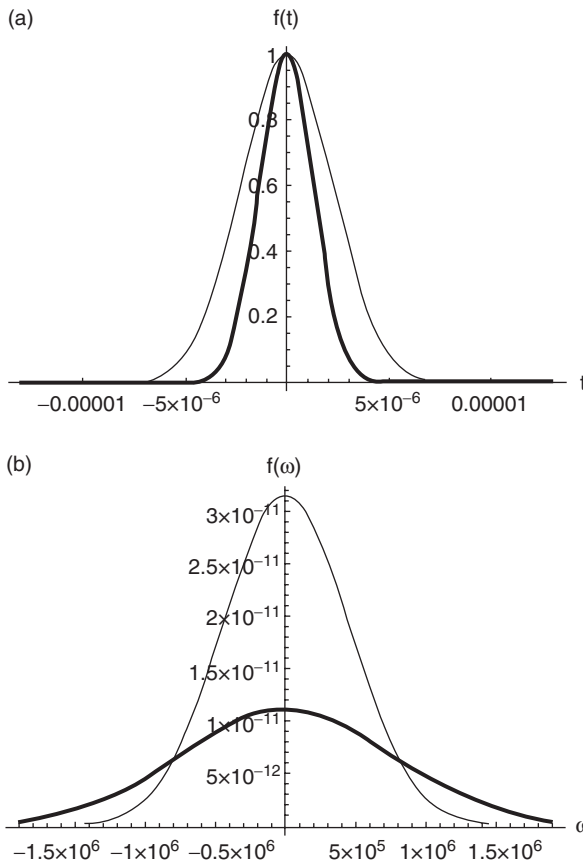 (a)
f(t)
1
0.8
0.6
0.4
0.2
−0.00001 −5×10⁻⁶ 5×10⁻⁶ 0.00001 t
(b)
f(ω)
3×10⁻¹¹
2.5×10⁻¹¹
2×10⁻¹¹
1.5×10⁻¹¹
1×10⁻¹¹
5×10⁻¹²
−1.5×10⁶ −1×10⁶ −0.5×10⁶ 5×10⁵ 1×10⁶ 1.5×10⁶ ω